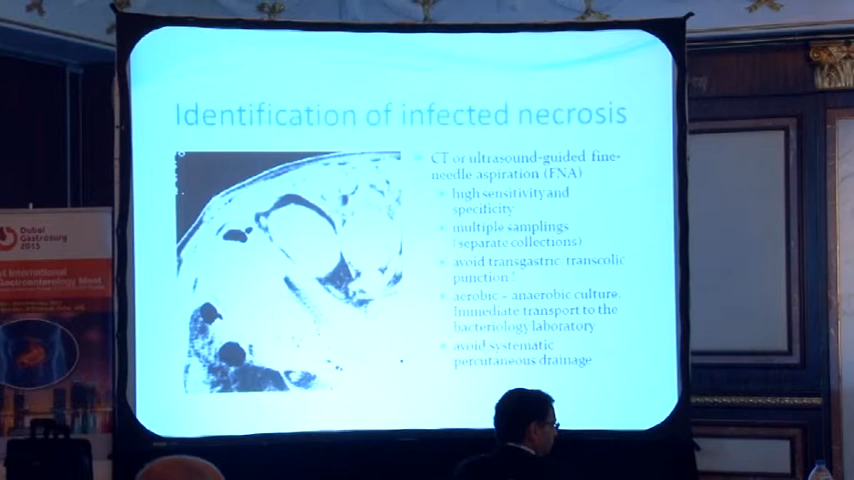 Identification of infected necrosis
CT or ultrasound-guided fine-
needle aspiration (FNA)
high sensitivity and
specificity
multiple samplings
(separate collections)
avoid transgastric transcolic
punction!
aerobic - anaerobic culture.
Immediate transport to the
bacteriology laboratory
avoid systematic
percutaneous drainage
Dubai
Gastrosurg
2015
International
Gastroenterology Meet